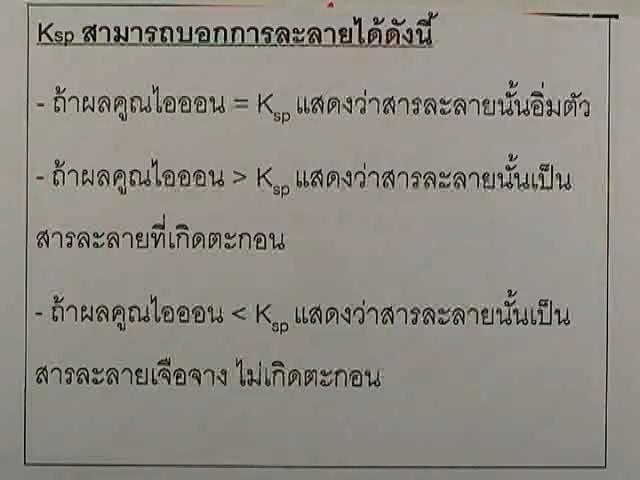 Ksp สามารถบอกการละลายได้ดังนี้
- ถ้าผลคูณไอออน = Ksp แสดงว่าสารละลายนั้นอิ่มตัว
- ถ้าผลคูณไอออน > Ksp แสดงว่าสารละลายนั้นเป็น
สารละลายที่เกิดตะกอน
- ถ้าผลคูณไอออน < Ksp แสดงว่าสารละลายนั้นเป็น
สารละลายเจือจาง ไม่เกิดตะกอน